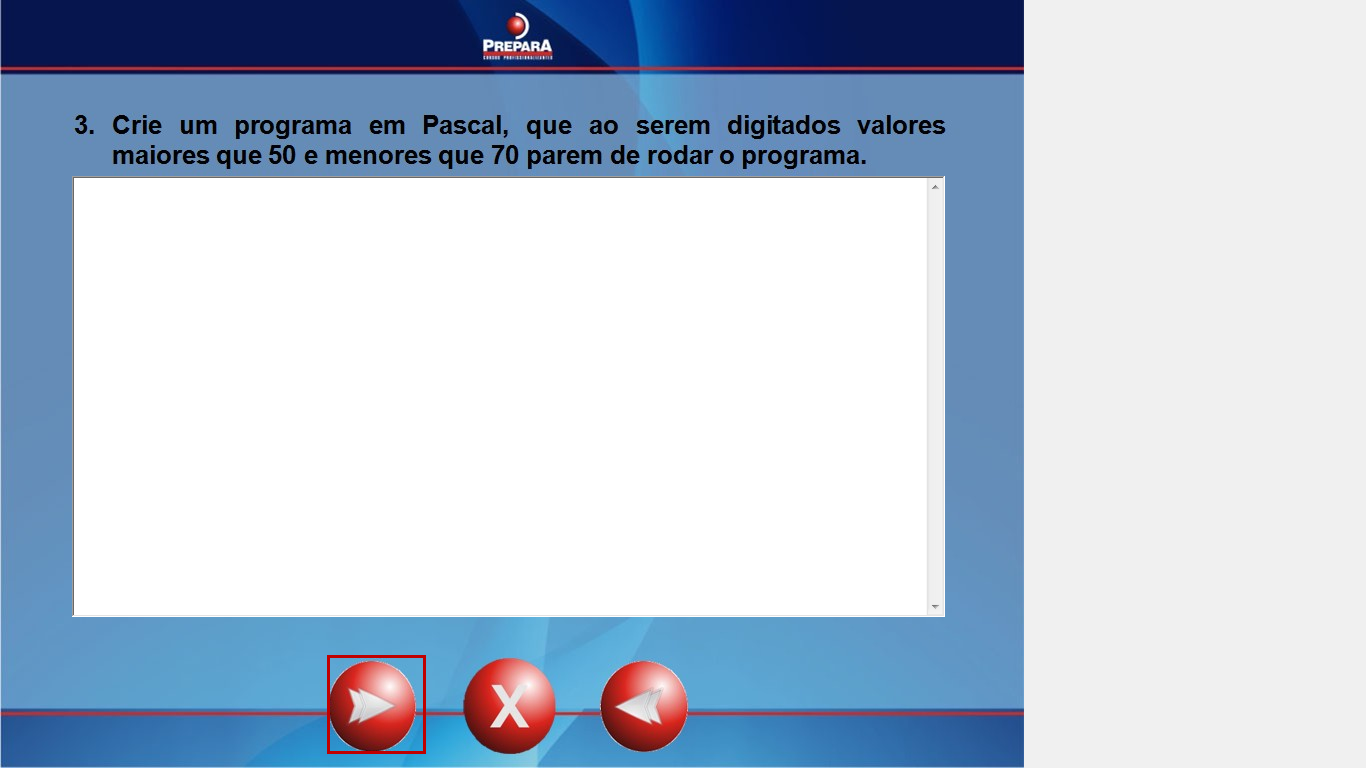 PREPARA
CURSOS PROFISSIONALIZANTES
3. Crie um programa em Pascal, que ao serem digitados valores
maiores que 50 e menores que 70 parem de rodar o programa.
X